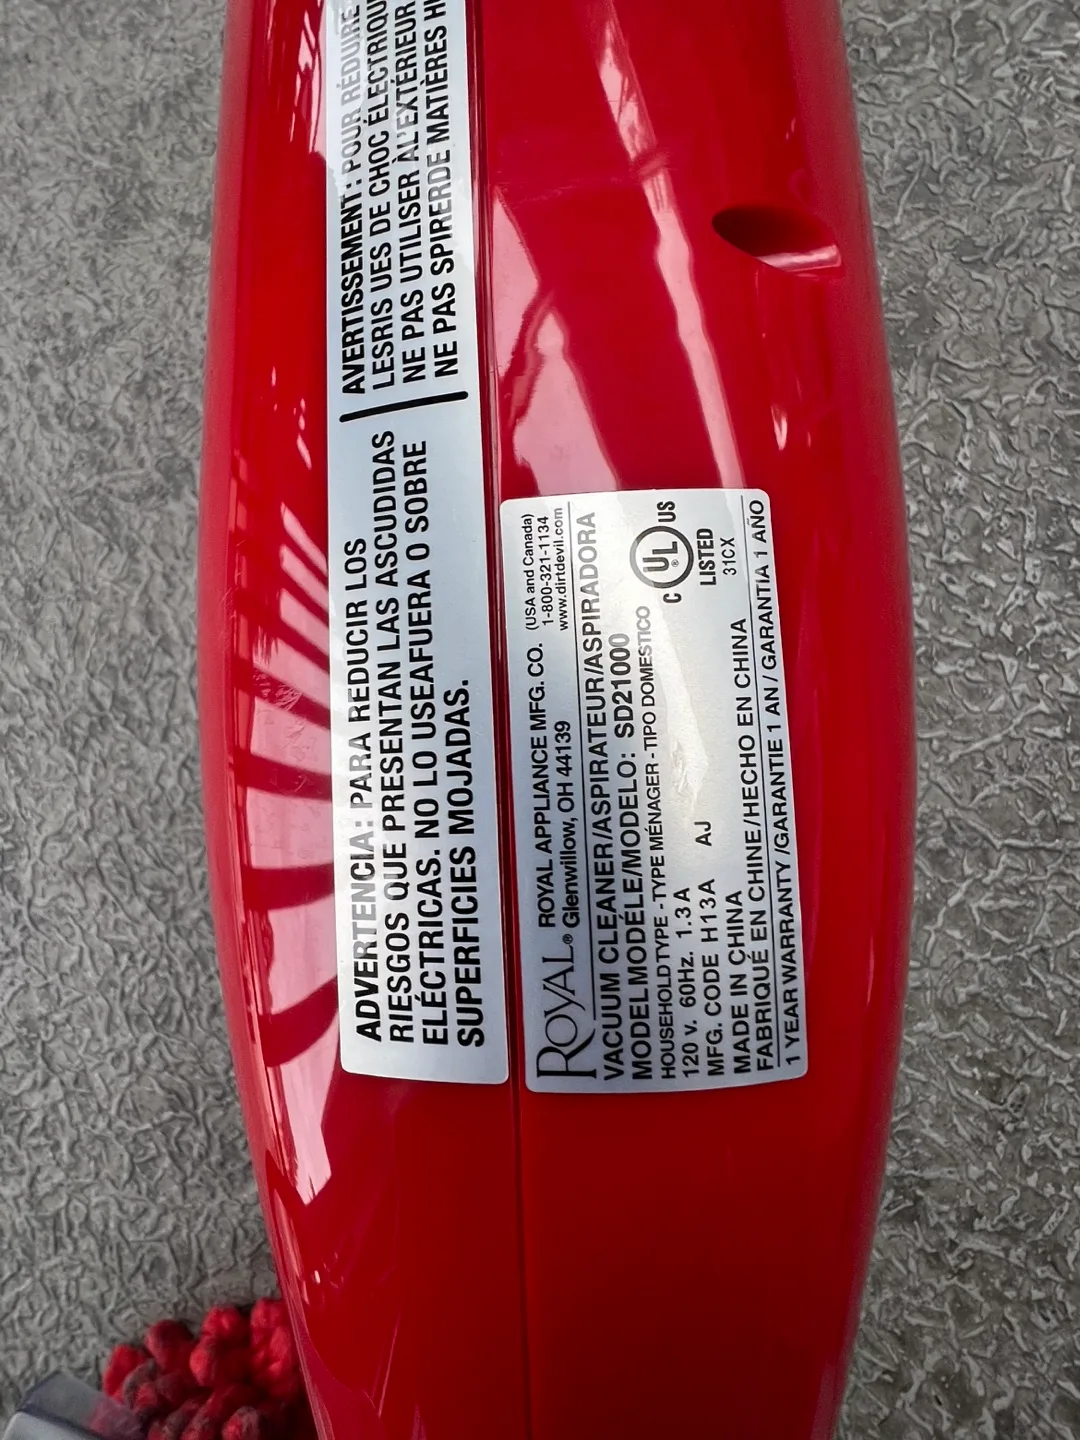 ADVERTENCIA: PARA REDUCIR LOS
RIESGOS QUE PRESENTAN LAS ASCUDIDAS
ELÉCTRICAS. NO LO USEAFUERA O SOBRE
SUPERFICIES MOJADAS.
AVERTISSEMENT: POUR RÉDUIRE
LESRIS UES DE CHOC ÉLECTRIQU
NE PAS UTILISER ÀL'EXTÉRIEUR
NE PAS SPIRERDE MATIÈRES H
ROYAL® ROYAL APPLIANCE MFG. CO.
Glenwillow, OH 44139
(USA and Canada)
1-800-321-1134
www.dirtdevil.com
VACUUM CLEANER/ASPIRATEUR/ASPIRADORA
MODEL MODÉLE/MODELO: SD21000
HOUSEHOLD TYPE - TYPE MÉNAGER - TIPO DOMESTICO
120 v. 60Hz. 1.3 A
MFG. CODE H13A AJ
MADE IN CHINA
FABRIQUÉ EN CHINE/HECHO EN CHINA
1 YEAR WARRANTY /GARANTIE 1 AN / GARANTIA 1 AÑO
C UL® US
LISTED
31CX